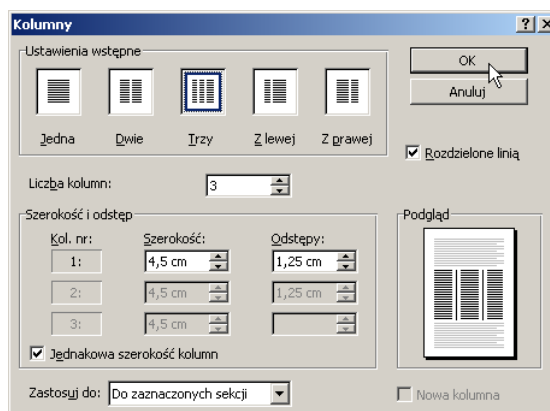 Kolumny
Ustawienia wstępne
OK
Anuluj
Jedna Dwie Trzy Z lewej Z prawej
Rozdzielone linią
Liczba kolumn: 3
Szerokość i odstęp
Podgląd
Kol. nr: Szerokość: Odstępy:
1: 4,5 cm 1,25 cm
2: 4,5 cm 1,25 cm
3: 4,5 cm
Jednakowa szerokość kolumn
Zastosuj do: Do zaznaczonych sekcji
Nowa kolumna